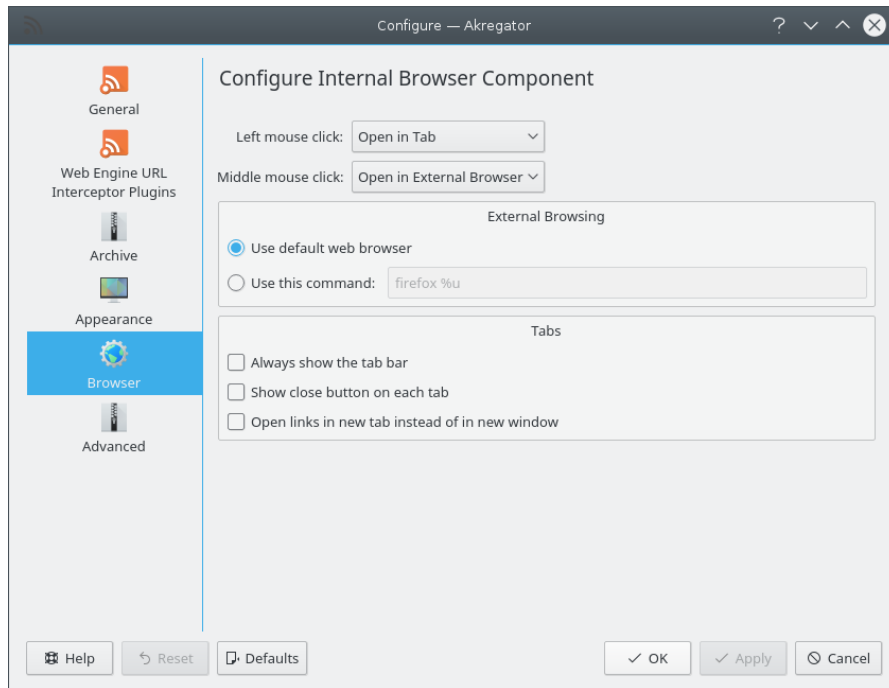 Configure — Akregator
General
Web Engine URL
Interceptor Plugins
Archive
Appearance
Browser
Advanced
Configure Internal Browser Component
Left mouse click: Open in Tab
Middle mouse click: Open in External Browser
External Browsing
Use default web browser
Use this command: firefox %u
Tabs
Always show the tab bar
Show close button on each tab
Open links in new tab instead of in new window
Help Reset Defaults OK Apply Cancel